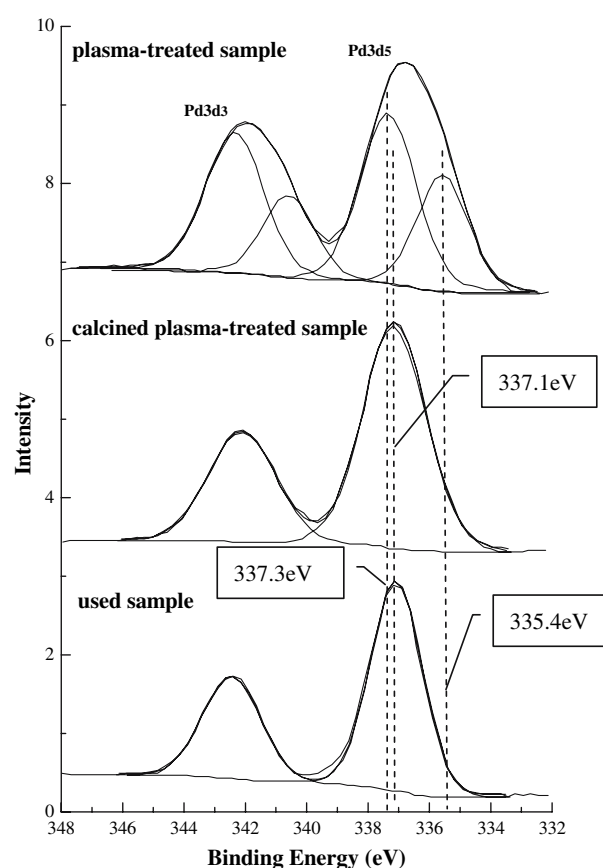 10
plasma-treated sample
Pd3d5
Pd3d3
8
calcined plasma-treated sample
6
337.1eV
Intensity
4
337.3eV
used sample
335.4eV
2
0
348 346 344 342 340 338 336 334 332
Binding Energy (eV)